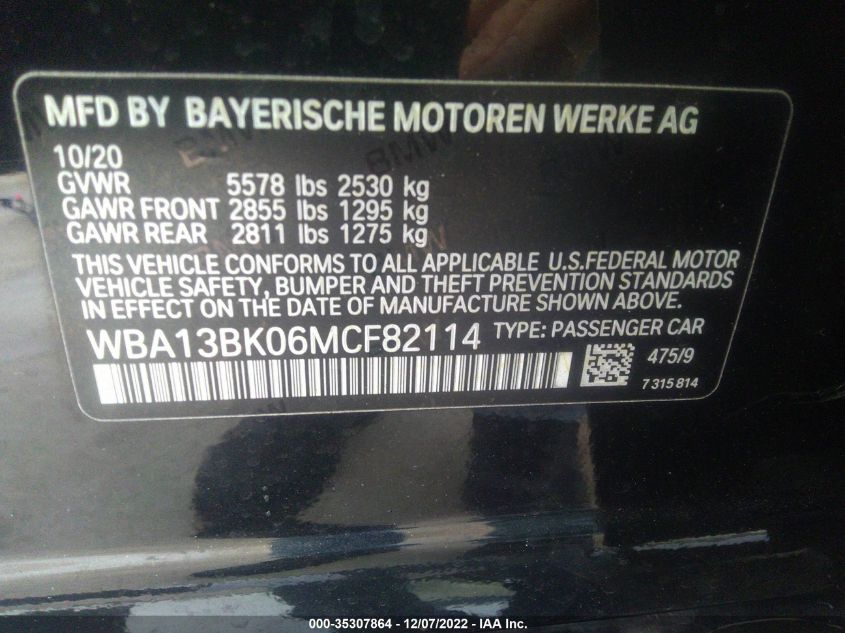 MFD BY BAYERISCHE MOTOREN WERKE AG
10/20
GVWR 5578 lbs 2530 kg
GAWR FRONT 2855 lbs 1295 kg
GAWR REAR 2811 lbs 1275 kg
THIS VEHICLE CONFORMS TO ALL APPLICABLE U.S.FEDERAL MOTOR
VEHICLE SAFETY, BUMPER AND THEFT PREVENTION STANDARDS
IN EFFECT ON THE DATE OF MANUFACTURE SHOWN ABOVE.
WBA13BK06MCF82114 TYPE: PASSENGER CAR
475/9
7 315 814
000-35307864 - 12/07/2022 - IAA Inc.